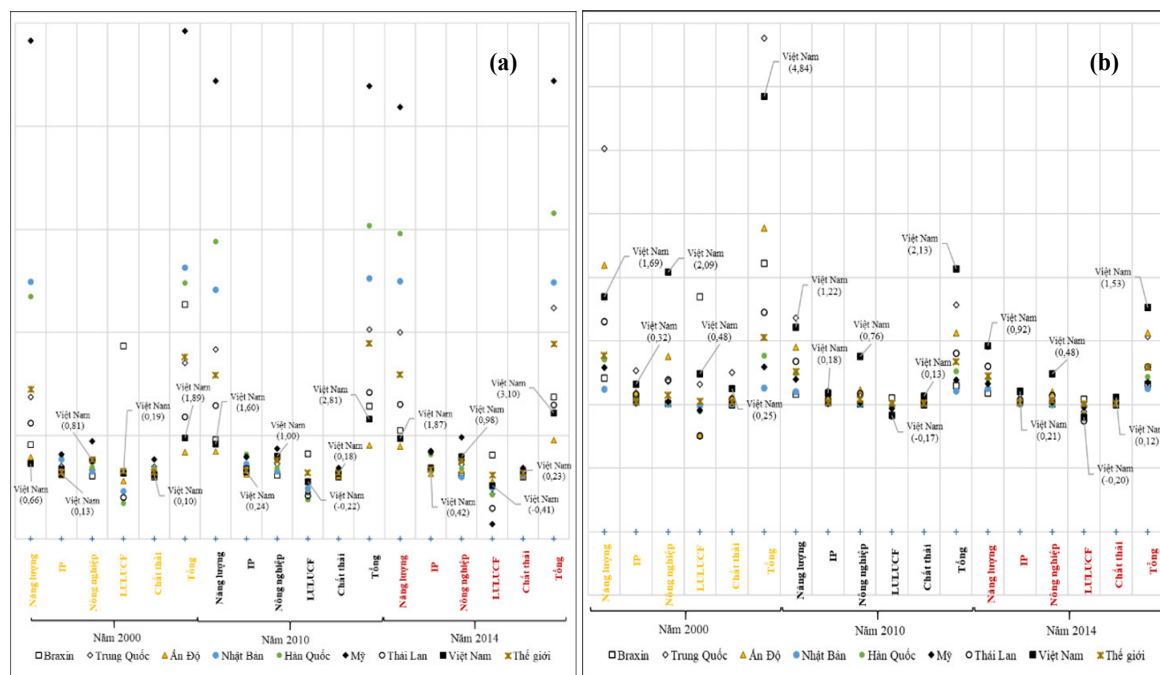 (a)
Việt Nam
(0,66)
Việt Nam
(0,13)
Việt Nam
(0,81)
Việt Nam
(0,19)
Việt Nam
(0,10)
Việt Nam
(1,89)
Việt Nam
(1,60)
Việt Nam
(0,24)
Việt Nam
(1,00)
Việt Nam
(-0,22)
Việt Nam
(0,18)
Việt Nam
(2,81)
Việt Nam
(1,87)
Việt Nam
(0,42)
Việt Nam
(0,98)
Việt Nam
(-0,41)
Việt Nam
(0,23)
Việt Nam
(3,10)
Năng lượng
IP
Nông nghiệp
LULUCF
Chất thải
Tổng
Năng lượng
IP
Nông nghiệp
LULUCF
Chất thải
Tổng
Năng lượng
IP
Nông nghiệp
LULUCF
Chất thải
Tổng
Năm 2000
Năm 2010
Năm 2014
Braxin
Trung Quốc
Ấn Độ
Nhật Bản
Hàn Quốc
Mỹ
Thái Lan
Việt Nam
Thế giới
(b)
Việt Nam
(1,69)
Việt Nam
(0,32)
Việt Nam
(2,09)
Việt Nam
(0,48)
Việt Nam
(0,25)
Việt Nam
(4,84)
Việt Nam
(1,22)
Việt Nam
(0,18)
Việt Nam
(0,76)
Việt Nam
(-0,17)
Việt Nam
(0,13)
Việt Nam
(2,13)
Việt Nam
(0,92)
Việt Nam
(0,21)
Việt Nam
(0,48)
Việt Nam
(-0,20)
Việt Nam
(0,12)
Việt Nam
(1,53)
Năng lượng
IP
Nông nghiệp
LULUCF
Chất thải
Tổng
Năng lượng
IP
Nông nghiệp
LULUCF
Chất thải
Tổng
Năng lượng
IP
Nông nghiệp
LULUCF
Chất thải
Tổng
Năm 2000
Năm 2010
Năm 2014
Braxin
Trung Quốc
Ấn Độ
Nhật Bản
Hàn Quốc
Mỹ
Thái Lan
Việt Nam
Thế giới